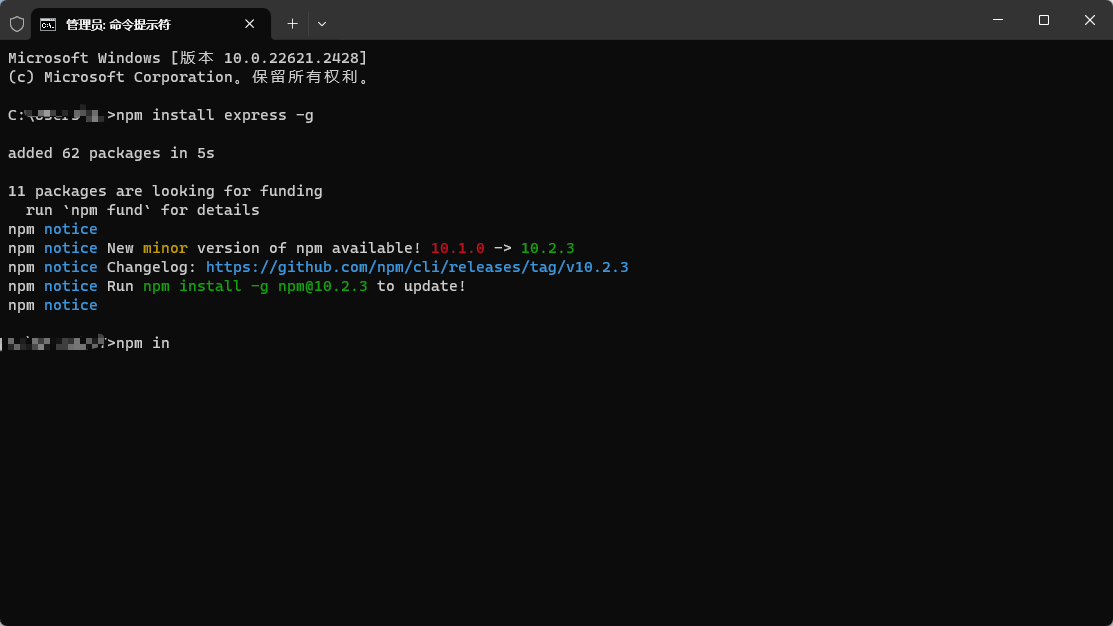 管理员: 命令提示符
Microsoft Windows [版本 10.0.22621.2428]
(c) Microsoft Corporation。保留所有权利。
C:\>npm install express -g
added 62 packages in 5s
11 packages are looking for funding
run `npm fund` for details
npm notice
npm notice New minor version of npm available! 10.1.0 -> 10.2.3
npm notice Changelog: https://github.com/npm/cli/releases/tag/v10.2.3
npm notice Run npm install -g npm@10.2.3 to update!
npm notice
>npm in